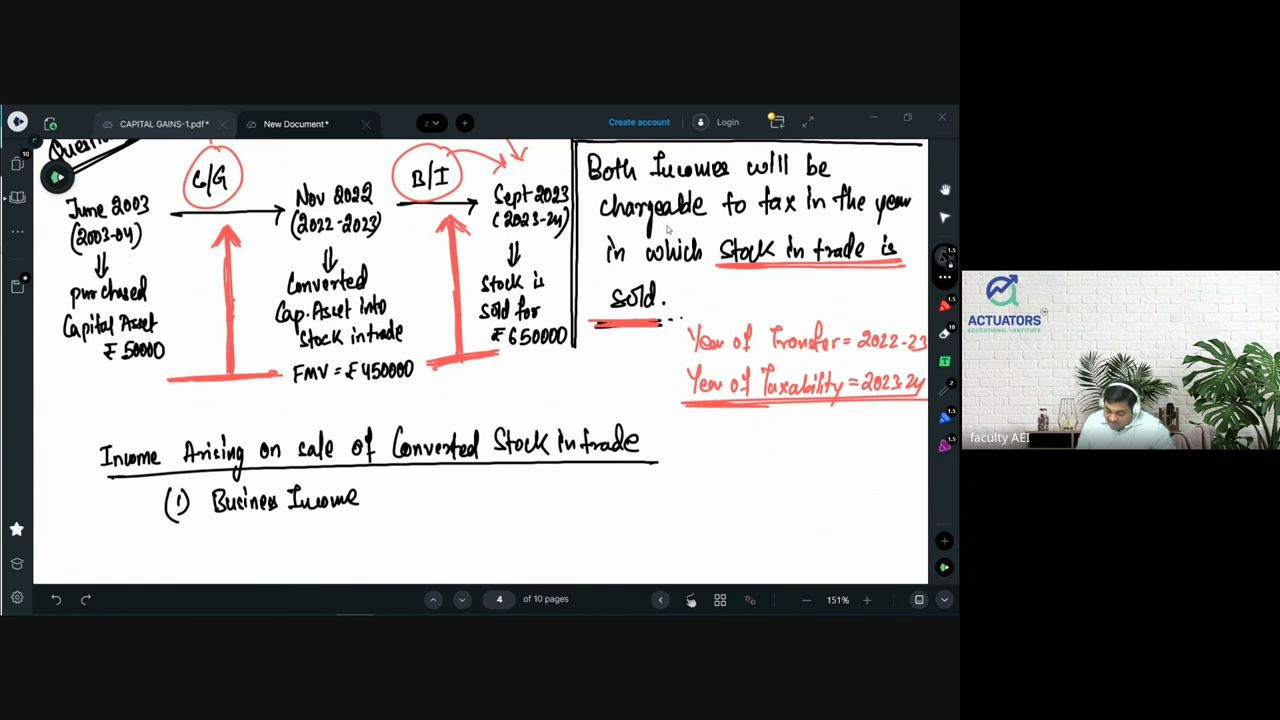 CAPITAL GAINS-1.pdf*
New Document*
2
Create account
Login
Question
C/G
B/I
June 2003
(2003-04)
purchased
Capital Asset
₹ 50000
Nov 2022
(2022-2023)
Converted
Cap. Asset into
Stock in trade
FMV = ₹ 450000
Sept 2023
(2023-24)
Stock is
sold for
₹ 650000
Both Incomes will be
chargeable to tax in the year
in which stock in trade is
sold.
Year of Transfer = 2022-23
Year of Taxability = 2023-24
Income Arising on sale of Converted Stock in trade
(1) Business Income
4 of 10 pages
151%
ACTUATORS
EDUCATIONAL INSTITUTE
faculty AEI